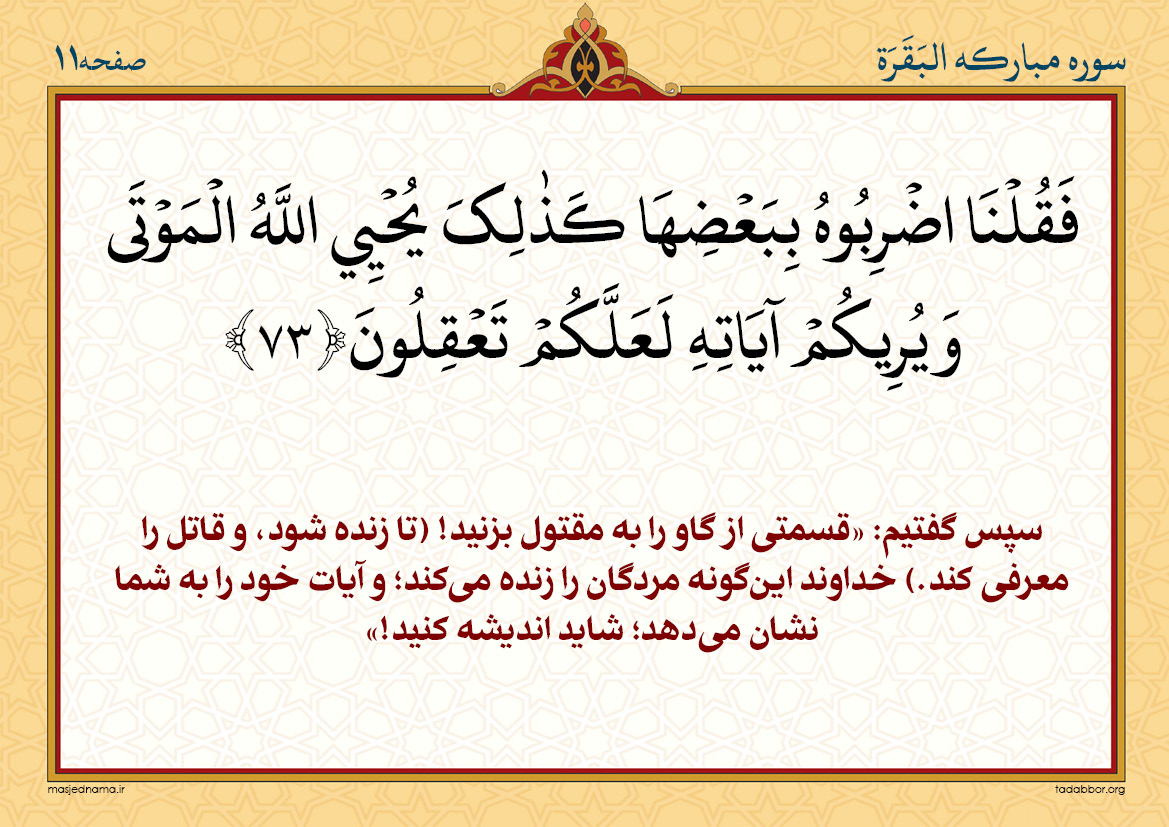 سوره مبارکه البَقَرَة
صفحه۱۱
فَقُلْنَا اضْرِبُوهُ بِبَعْضِهَا كَذٰلِکَ يُحْيِي اللَّهُ الْمَوْتَى
وَ يُرِيكُمْ آيَاتِهِ لَعَلَّكُمْ تَعْقِلُونَ﴿۷۳﴾
سپس گفتیم: «قسمتی از گاو را به مقتول بزنید! (تا زنده شود، و قاتل را
معرفی کند.) خداوند این‌گونه مردگان را زنده می‌کند؛ و آیات خود را به شما
نشان می‌دهد؛ شاید اندیشه کنید!»
masjednama.ir
tadabbor.org